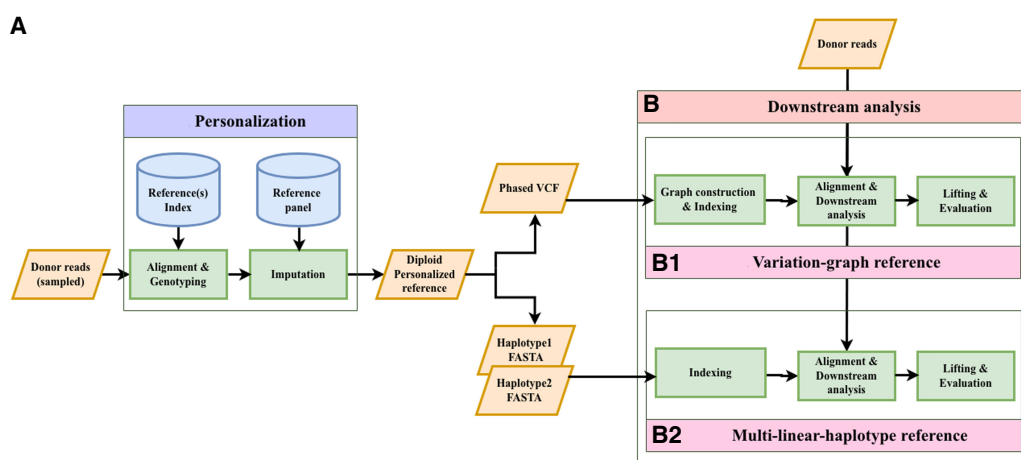 A
Donor reads
B
Downstream analysis
Personalization
Reference(s)
Index
Reference
panel
Phased VCF
Graph construction
& Indexing
Alignment &
Downstream
analysis
Lifting &
Evaluation
Donor reads
(sampled)
Alignment &
Genotyping
Imputation
Diploid
Personalized
reference
B1
Variation-graph reference
Haplotype1
FASTA
Haplotype2
FASTA
Indexing
Alignment &
Downstream
analysis
Lifting &
Evaluation
B2
Multi-linear-haplotype reference